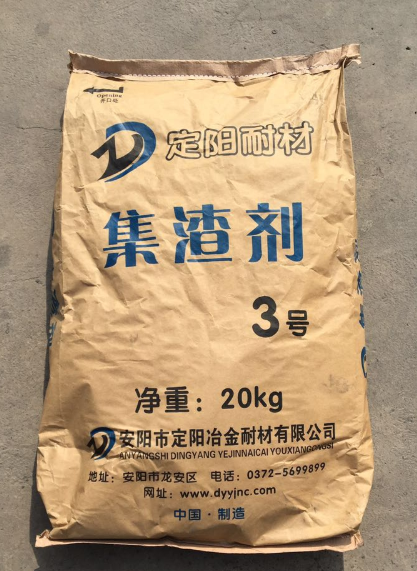 Opening
开口处
定阳耐材
集渣剂
3号
净重：20kg
安阳市定阳冶金耐材有限公司
ANYANGSHI DINGYANG YEJINNAICAI YOUXIANGONGSI
地址：安阳市龙安区 电话：0372-5699899
网址：www.dyyjnc.com
中国·制造